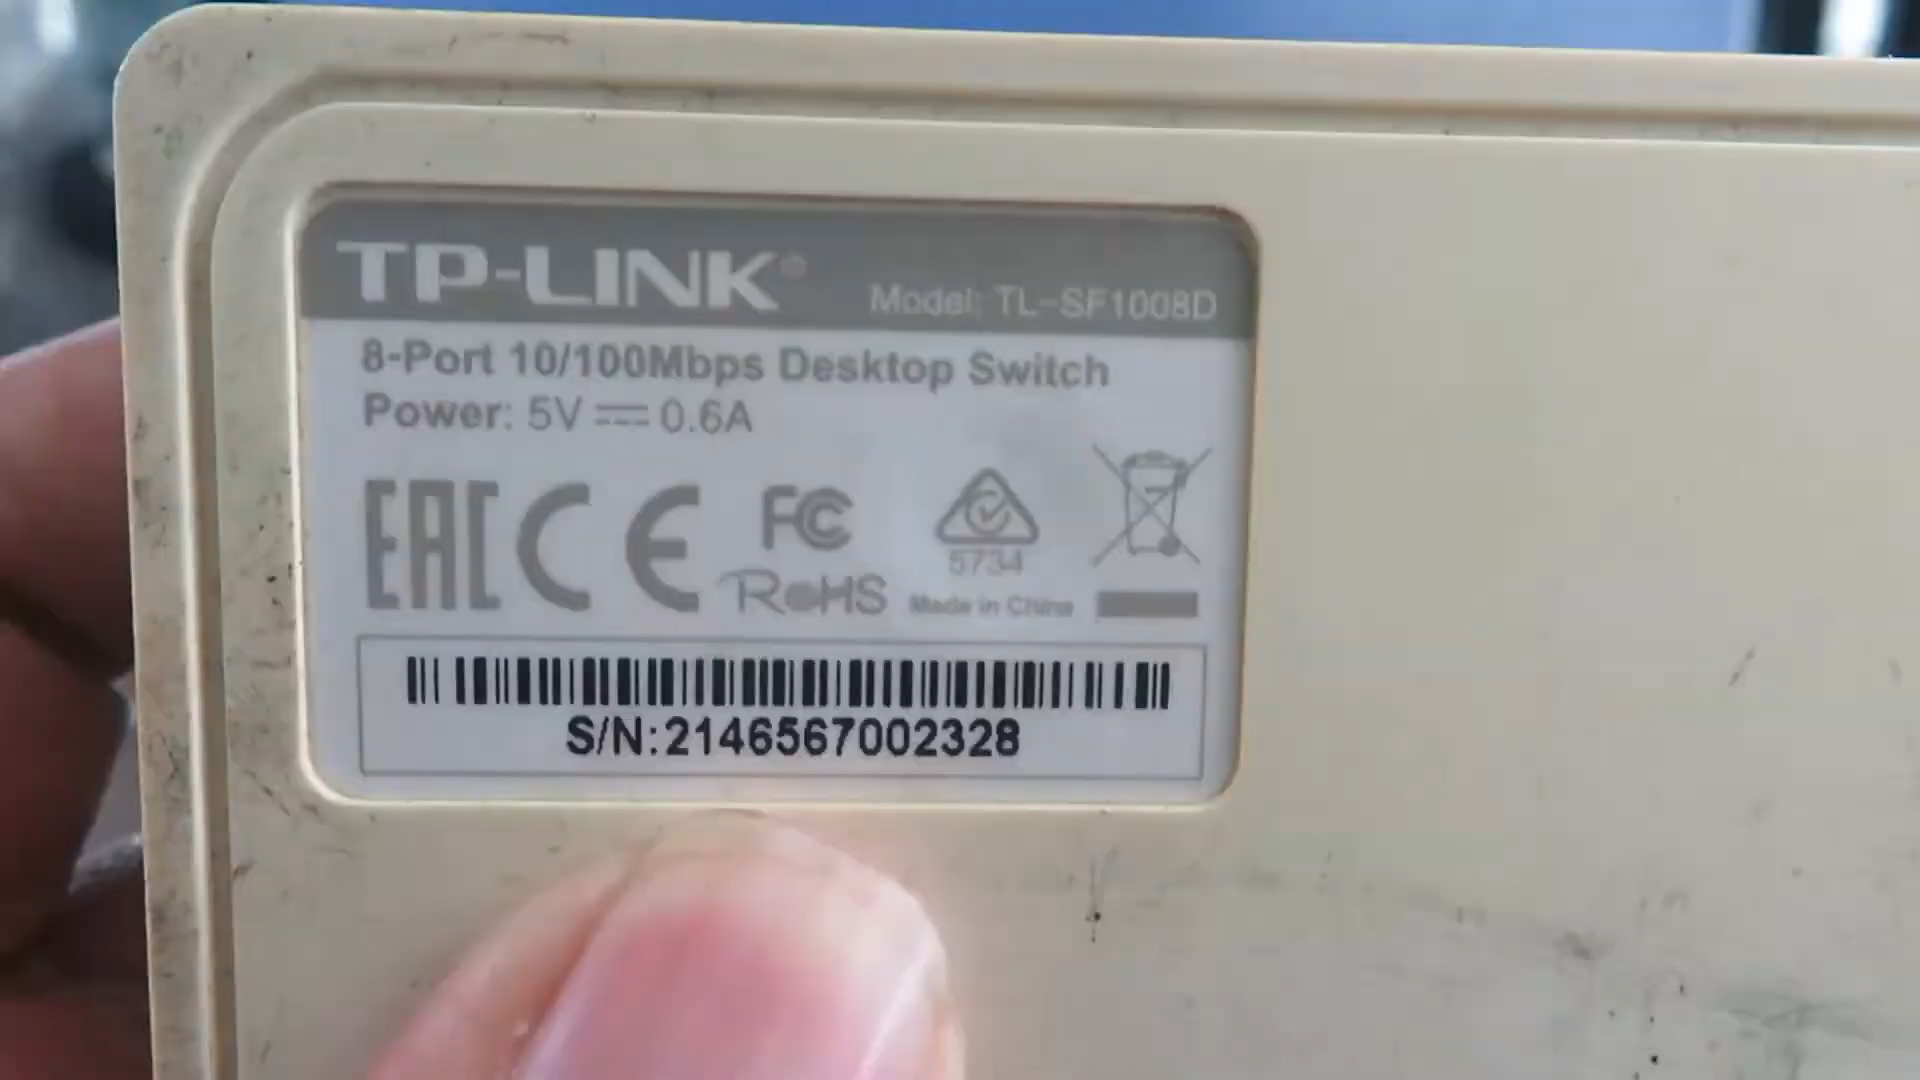 TP-LINK®
Model: TL-SF1008D
8-Port 10/100Mbps Desktop Switch
Power: 5V ⎓ 0.6A
EAC CE FC
5734
RoHS Made in China
S/N:2146567002328